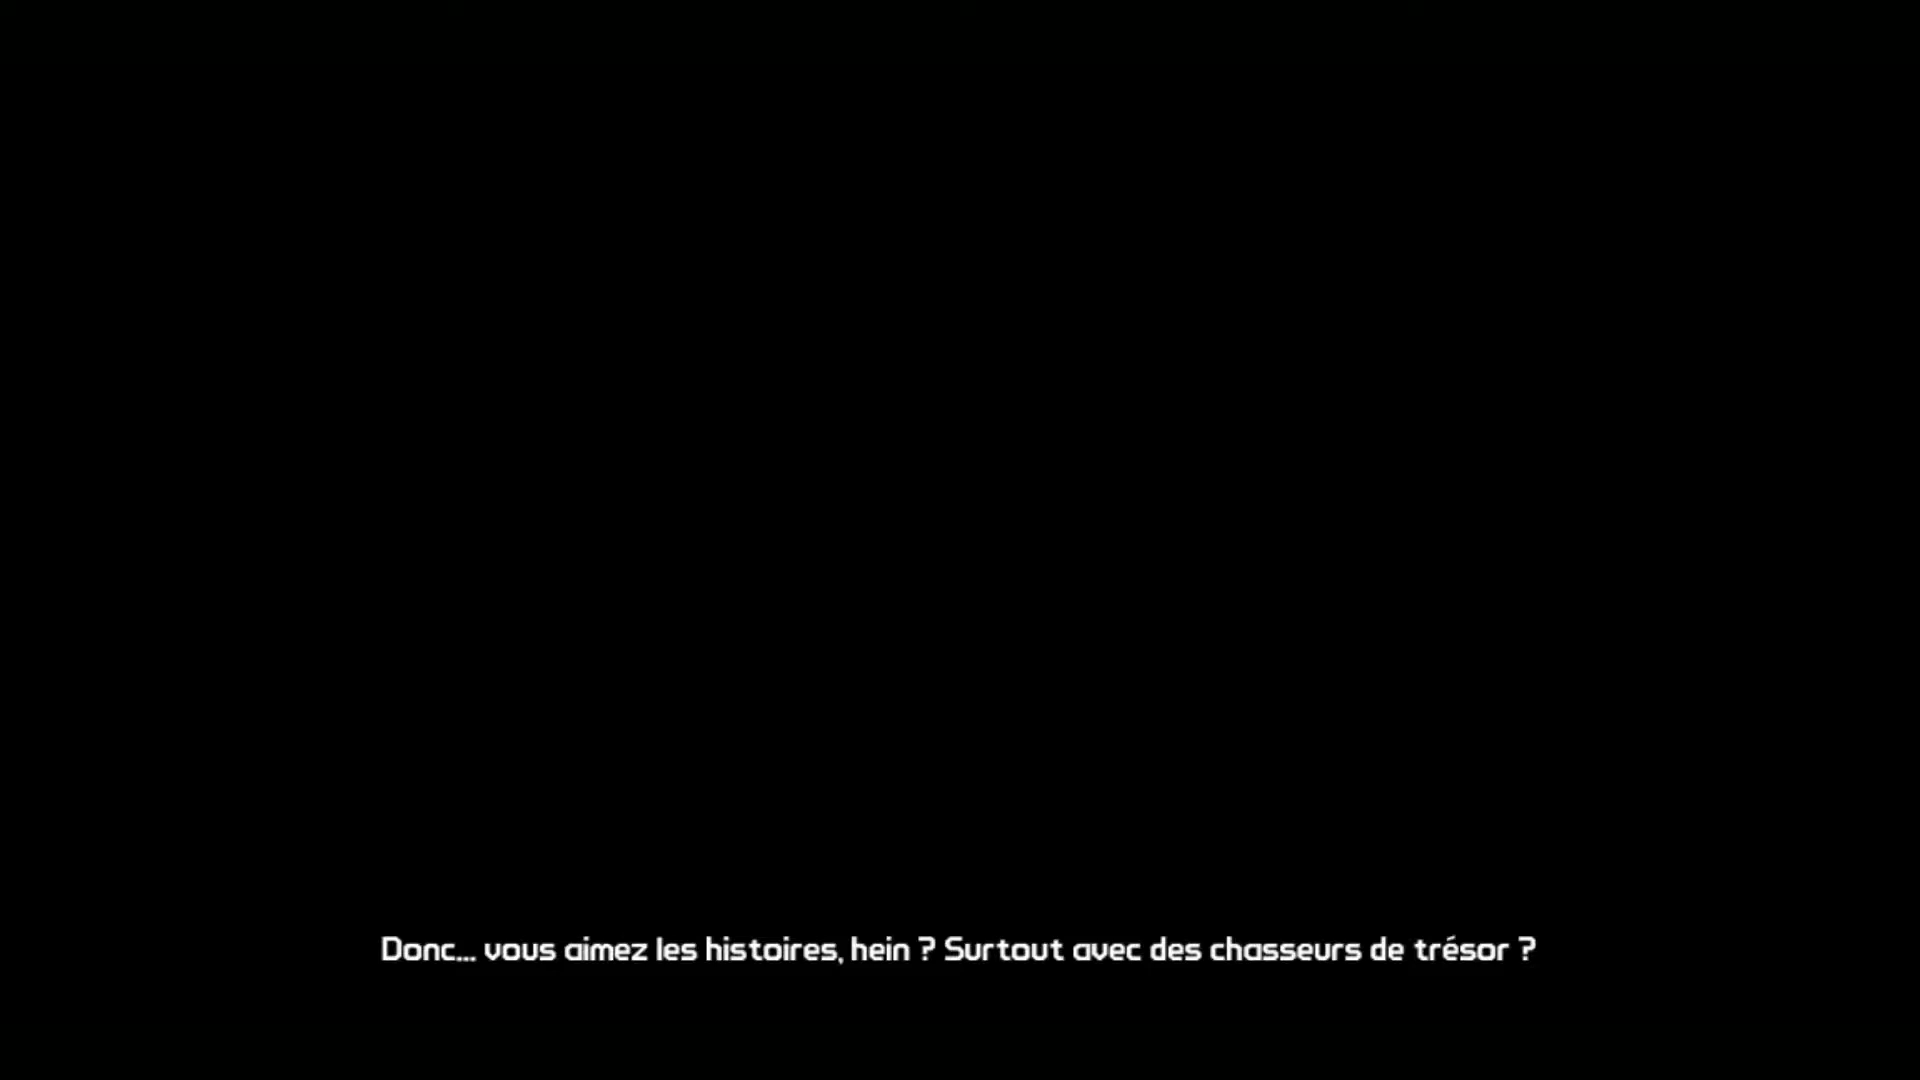 Donc... vous aimez les histoires, hein ? Surtout avec des chasseurs de trésor ?